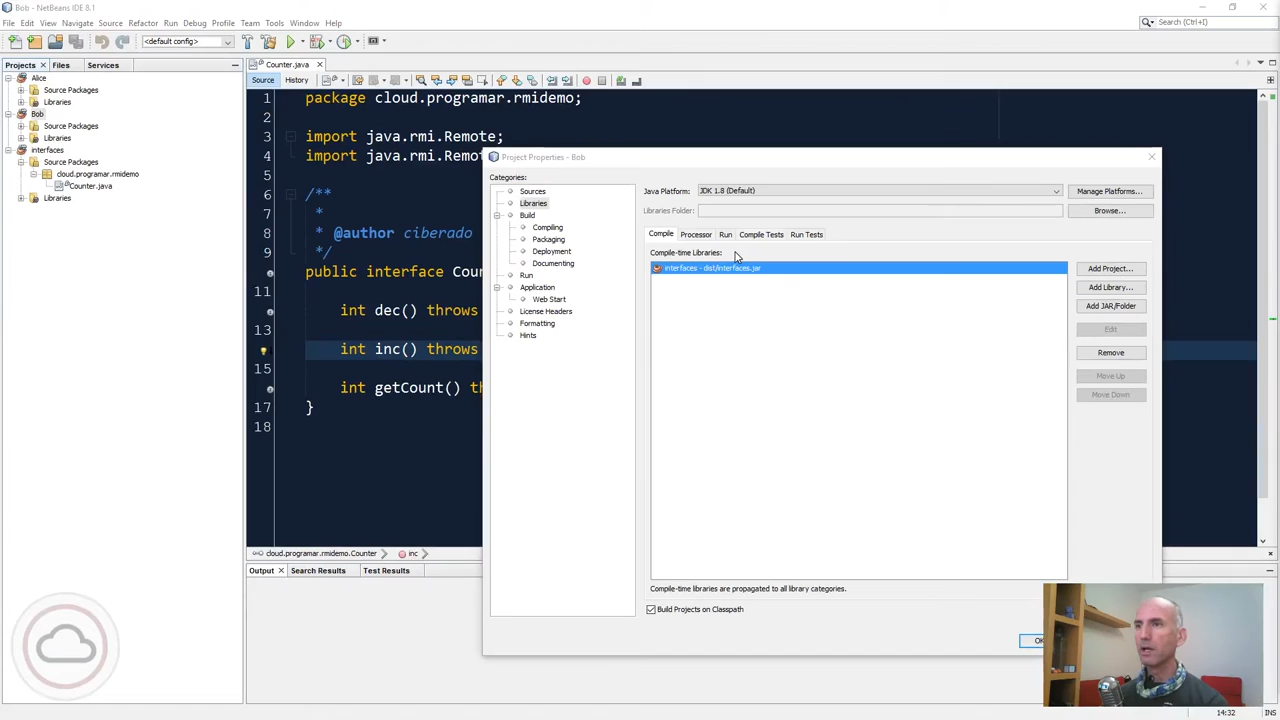 Bob - NetBeans IDE 8.1
File Edit View Navigate Source Refactor Run Debug Profile Team Tools Window Help
Search (Ctrl+I)
<default config>
Projects Files Services
Counter.java
Alice
Source Packages
Libraries
Bob
Source Packages
Libraries
interfaces
Source Packages
cloud.programar.rmidemo
Counter.java
Libraries
Source History
1 package cloud.programar.rmidemo;
2
3 import java.rmi.Remote;
4 import java.rmi.Remot
5
6 /**
7 *
8 * @author ciberado
9 */
10 public interface Cou
11
int dec() throws
13
int inc() throws
15
int getCount() th
17 }
18
Project Properties - Bob
Categories:
Sources
Libraries
Build
Compiling
Packaging
Deployment
Documenting
Run
Application
Web Start
License Headers
Formatting
Hints
Java Platform: JDK 1.8 (Default) Manage Platforms...
Libraries Folder: Browse...
Compile Processor Run Compile Tests Run Tests
Compile-time Libraries:
interfaces - dist/interfaces.jar
Add Project...
Add Library...
Add JAR/Folder
Edit
Remove
Move Up
Move Down
Compile-time libraries are propagated to all library categories.
Build Projects on Classpath
OK
cloud.programar.rmidemo.Counter inc
Output Search Results Test Results
14:32 INS